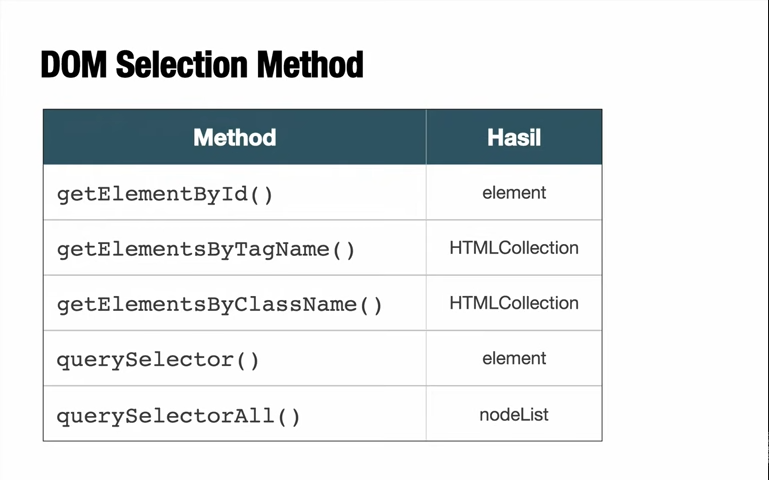 DOM Selection Method
Method Hasil
getElementById() element
getElementsByTagName() HTMLCollection
getElementsByClassName() HTMLCollection
querySelector() element
querySelectorAll() nodeList